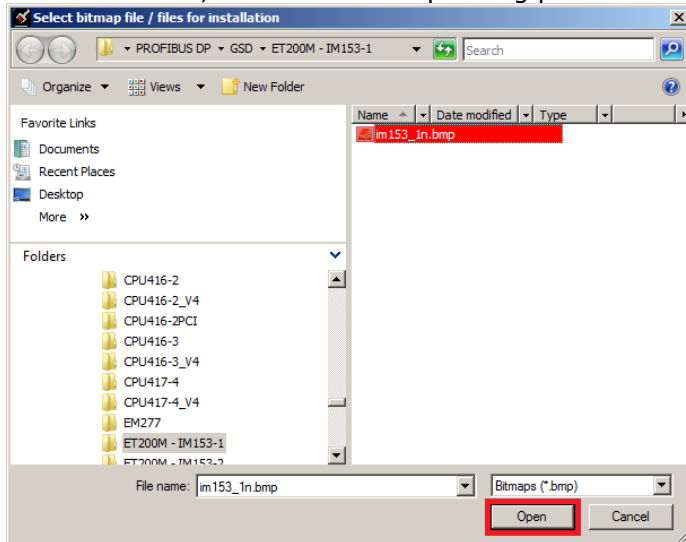 Select bitmap file / files for installation
PROFIBUS DP GSD ET200M - IM153-1 Search
Organize Views New Folder
Favorite Links
Documents
Recent Places
Desktop
More »
Name Date modified Type
im153_1n.bmp
Folders
CPU416-2
CPU416-2_V4
CPU416-2PCI
CPU416-3
CPU416-3_V4
CPU417-4
CPU417-4_V4
EM277
ET200M - IM153-1
ET200M - IM153-2
File name: im153_1n.bmp Bitmaps (*.bmp)
Open Cancel